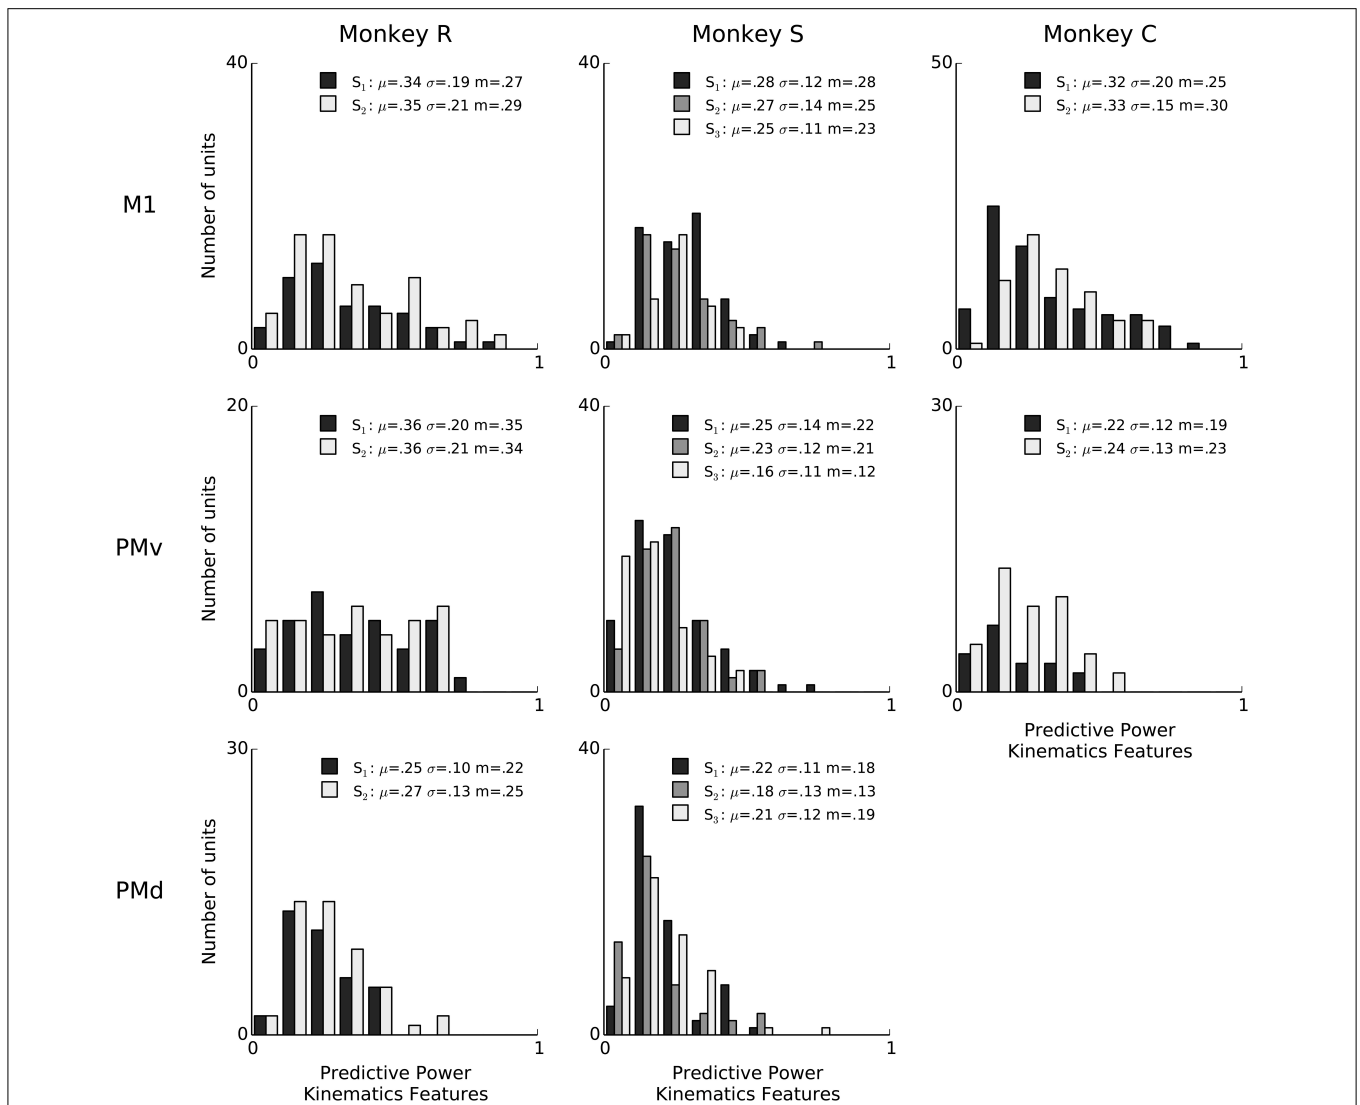 Monkey R
Monkey S
Monkey C
M1
Number of units
40
S1: μ=.34 σ=.19 m=.27
S2: μ=.35 σ=.21 m=.29
0
0
1
40
S1: μ=.28 σ=.12 m=.28
S2: μ=.27 σ=.14 m=.25
S3: μ=.25 σ=.11 m=.23
0
0
1
50
S1: μ=.32 σ=.20 m=.25
S2: μ=.33 σ=.15 m=.30
0
0
1
PMv
Number of units
20
S1: μ=.36 σ=.20 m=.35
S2: μ=.36 σ=.21 m=.34
0
0
1
40
S1: μ=.25 σ=.14 m=.22
S2: μ=.23 σ=.12 m=.21
S3: μ=.16 σ=.11 m=.12
0
0
1
30
S1: μ=.22 σ=.12 m=.19
S2: μ=.24 σ=.13 m=.23
0
0
1
Predictive Power
Kinematics Features
PMd
Number of units
30
S1: μ=.25 σ=.10 m=.22
S2: μ=.27 σ=.13 m=.25
0
0
1
Predictive Power
Kinematics Features
40
S1: μ=.22 σ=.11 m=.18
S2: μ=.18 σ=.13 m=.13
S3: μ=.21 σ=.12 m=.19
0
0
1
Predictive Power
Kinematics Features